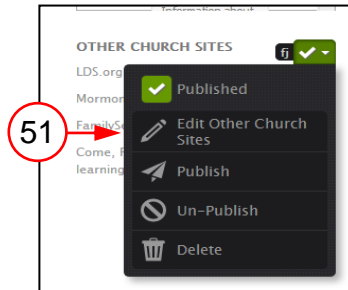 Information about
OTHER CHURCH SITES
fj
LDS.org
Published
Mormon
51
FamilySe
Edit Other Church
Sites
Come, F
learning
Publish
Un-Publish
Delete